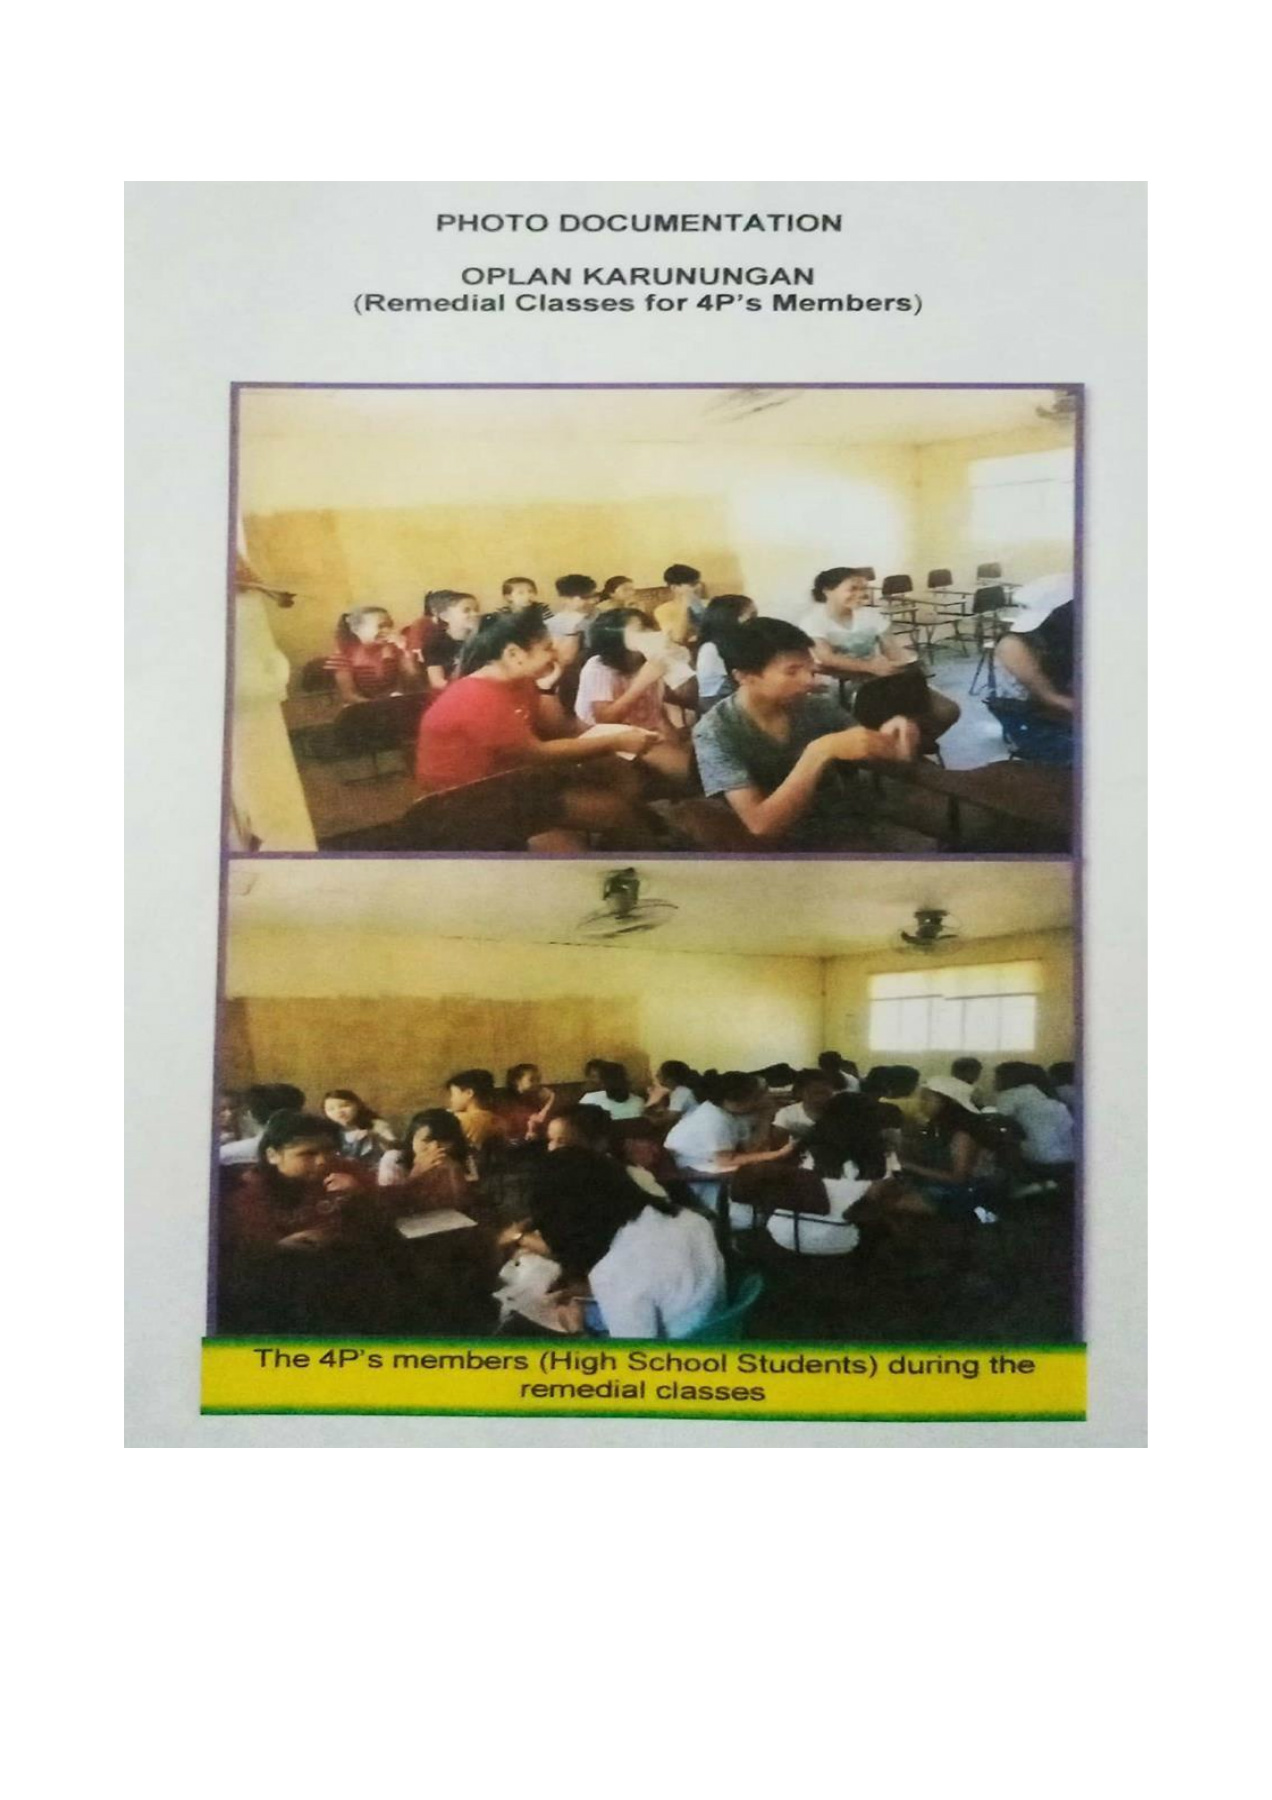 PHOTO DOCUMENTATION
OPLAN KARUNUNGAN
(Remedial Classes for 4P's Members)
The 4P's members (High School Students) during the
remedial classes